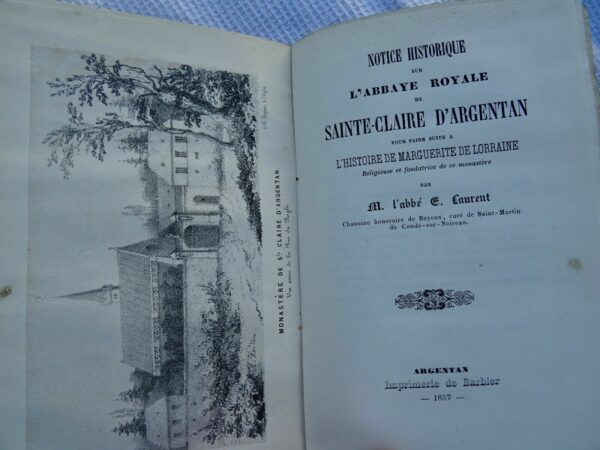 MONASTÈRE DE Ste CLAIRE D'ARGENTAN.
NOTICE HISTORIQUE
SUR
L'ABBAYE ROYALE
DE
SAINTE-CLAIRE D'ARGENTAN
POUR FAIRE SUITE A
L'HISTOIRE DE MARGUERITE DE LORRAINE
Religieuse et fondatrice de ce monastère
PAR
M. l'abbé E. Laurent
Chanoine honoraire de Bayeux, curé de Saint-Martin
de Condé-sur-Noireau.
ARGENTAN
Imprimerie de Barbier
— 1857 —